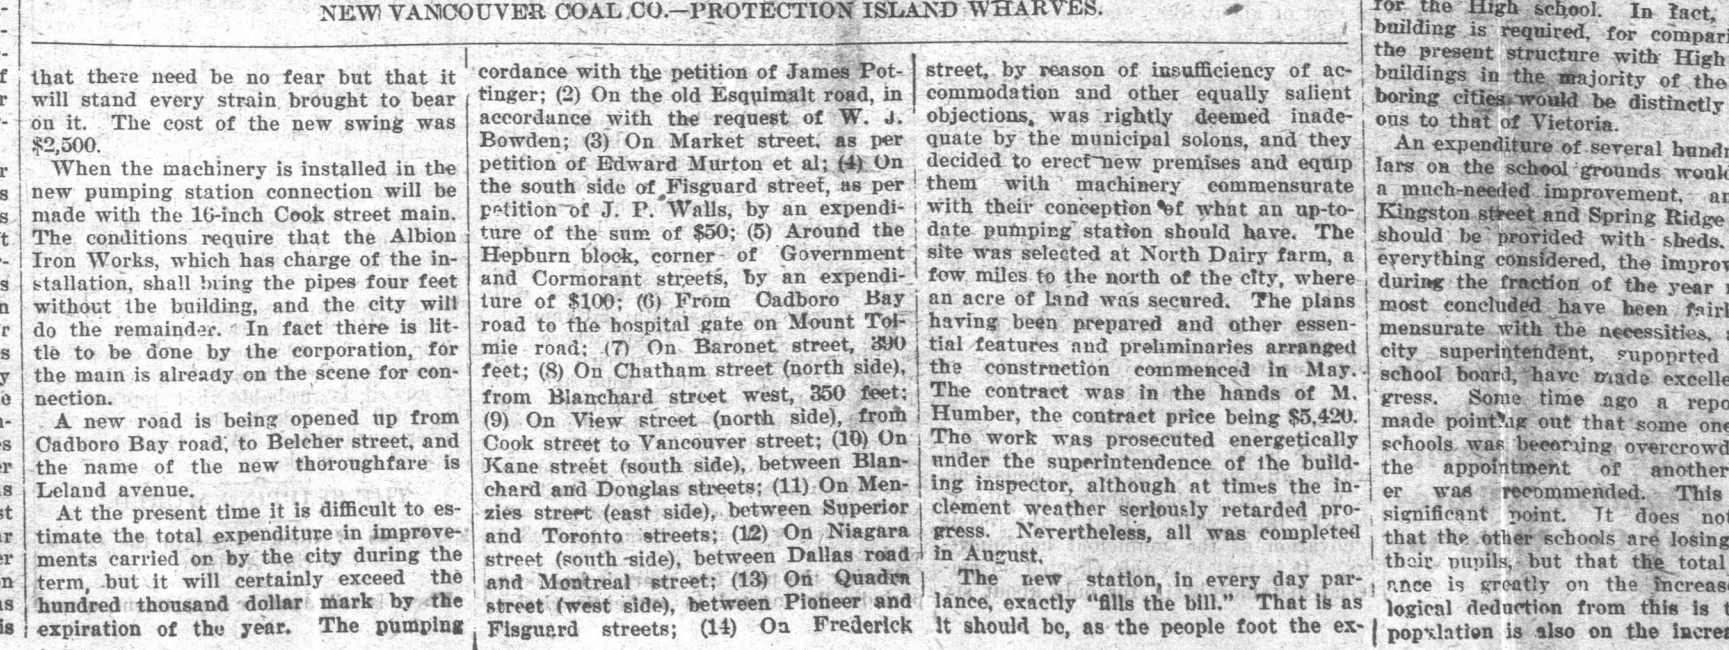 NEW VANCOUVER COAL CO.—PROTECTION ISLAND WHARVES.
that there need be no fear but that it
will stand every strain brought to bear
on it. The cost of the new swing was
$2,500.
When the machinery is installed in the
new pumping station connection will be
made with the 16-inch Cook street main.
The conditions require that the Albion
Iron Works, which has charge of the in-
stallation, shall bring the pipes four feet
without the building, and the city will
do the remainder. In fact there is lit-
tle to be done by the corporation, for
the main is already on the scene for con-
nection.
A new road is being opened up from
Cadboro Bay road, to Belcher street, and
the name of the new thoroughfare is
Leland avenue.
At the present time it is difficult to es-
timate the total expenditure in improve-
ments carried on by the city during the
term, but it will certainly exceed the
hundred thousand dollar mark by the
expiration of the year. The pumping
cordance with the petition of James Pot-
tinger; (2) On the old Esquimalt road, in
accordance with the request of W. J.
Bowden; (3) On Market street, as per
petition of Edward Murton et al; (4) On
the south side of Fisguard street, as per
petition of J. P. Walls, by an expendi-
ture of the sum of $50; (5) Around the
Hepburn block, corner of Government
and Cormorant streets, by an expendi-
ture of $100; (6) From Cadboro Bay
road to the hospital gate on Mount Tol-
mie road; (7) On Baronet street, 390
feet; (8) On Chatham street (north side),
from Blanchard street west, 350 feet;
(9) On View street (north side), from
Cook street to Vancouver street; (10) On
Kane street (south side), between Blan-
chard and Douglas streets; (11) On Men-
zies street (east side), between Superior
and Toronto streets; (12) On Niagara
street (south side), between Dallas road
and Montreal street; (13) On Quadra
street (west side), between Pioneer and
Fisguard streets; (14) On Frederick
street, by reason of insufficiency of ac-
commodation and other equally salient
objections, was rightly deemed inade-
quate by the municipal solons, and they
decided to erect new premises and equip
them with machinery commensurate
with their conception of what an up-to-
date pumping station should have. The
site was selected at North Dairy farm, a
few miles to the north of the city, where
an acre of land was secured. The plans
having been prepared and other essen-
tial features and preliminaries arranged
the construction commenced in May.
The contract was in the hands of M.
Humber, the contract price being $5,420.
The work was prosecuted energetically
under the superintendence of the build-
ing inspector, although at times the in-
clement weather seriously retarded pro-
gress. Nevertheless, all was completed
in August.
The new station, in every day par-
lance, exactly "fills the bill." That is as
it should be, as the people foot the ex-
for the High school. In fact,
building is required, for compari
the present structure with High
buildings in the majority of the
boring cities would be distinctly
ous to that of Victoria.
An expenditure of several hundr
lars on the school grounds woul
a much-needed improvement, an
Kingston street and Spring Ridge
should be provided with sheds.
everything considered, the improv
during the fraction of the year
most concluded have been fairl
mensurate with the necessities,
city superintendent, supoprted
school board, have made excelle
gress. Some time ago a repo
made pointing out that some one
schools was becoming overcrowd
the appointment of another
er was recommended. This
significant point. It does no
that the other schools are losing
their pupils, but that the total
ance is greatly on the increas
logical deduction from this is t
population is also on the increa